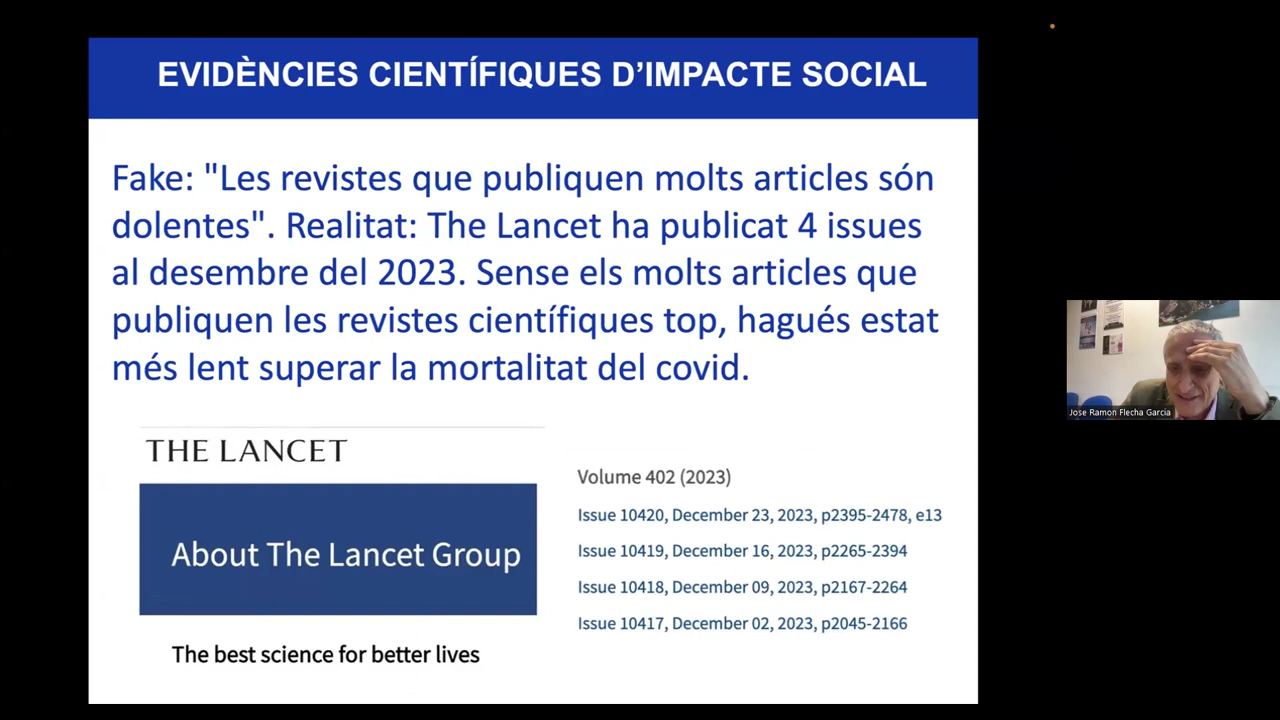 EVIDÈNCIES CIENTÍFIQUES D'IMPACTE SOCIAL
Fake: "Les revistes que publiquen molts articles són
dolentes". Realitat: The Lancet ha publicat 4 issues
al desembre del 2023. Sense els molts articles que
publiquen les revistes científiques top, hagués estat
més lent superar la mortalitat del covid.
THE LANCET
About The Lancet Group
The best science for better lives
Volume 402 (2023)
Issue 10420, December 23, 2023, p2395-2478, e13
Issue 10419, December 16, 2023, p2265-2394
Issue 10418, December 09, 2023, p2167-2264
Issue 10417, December 02, 2023, p2045-2166
Jose Ramon Flecha Garcia